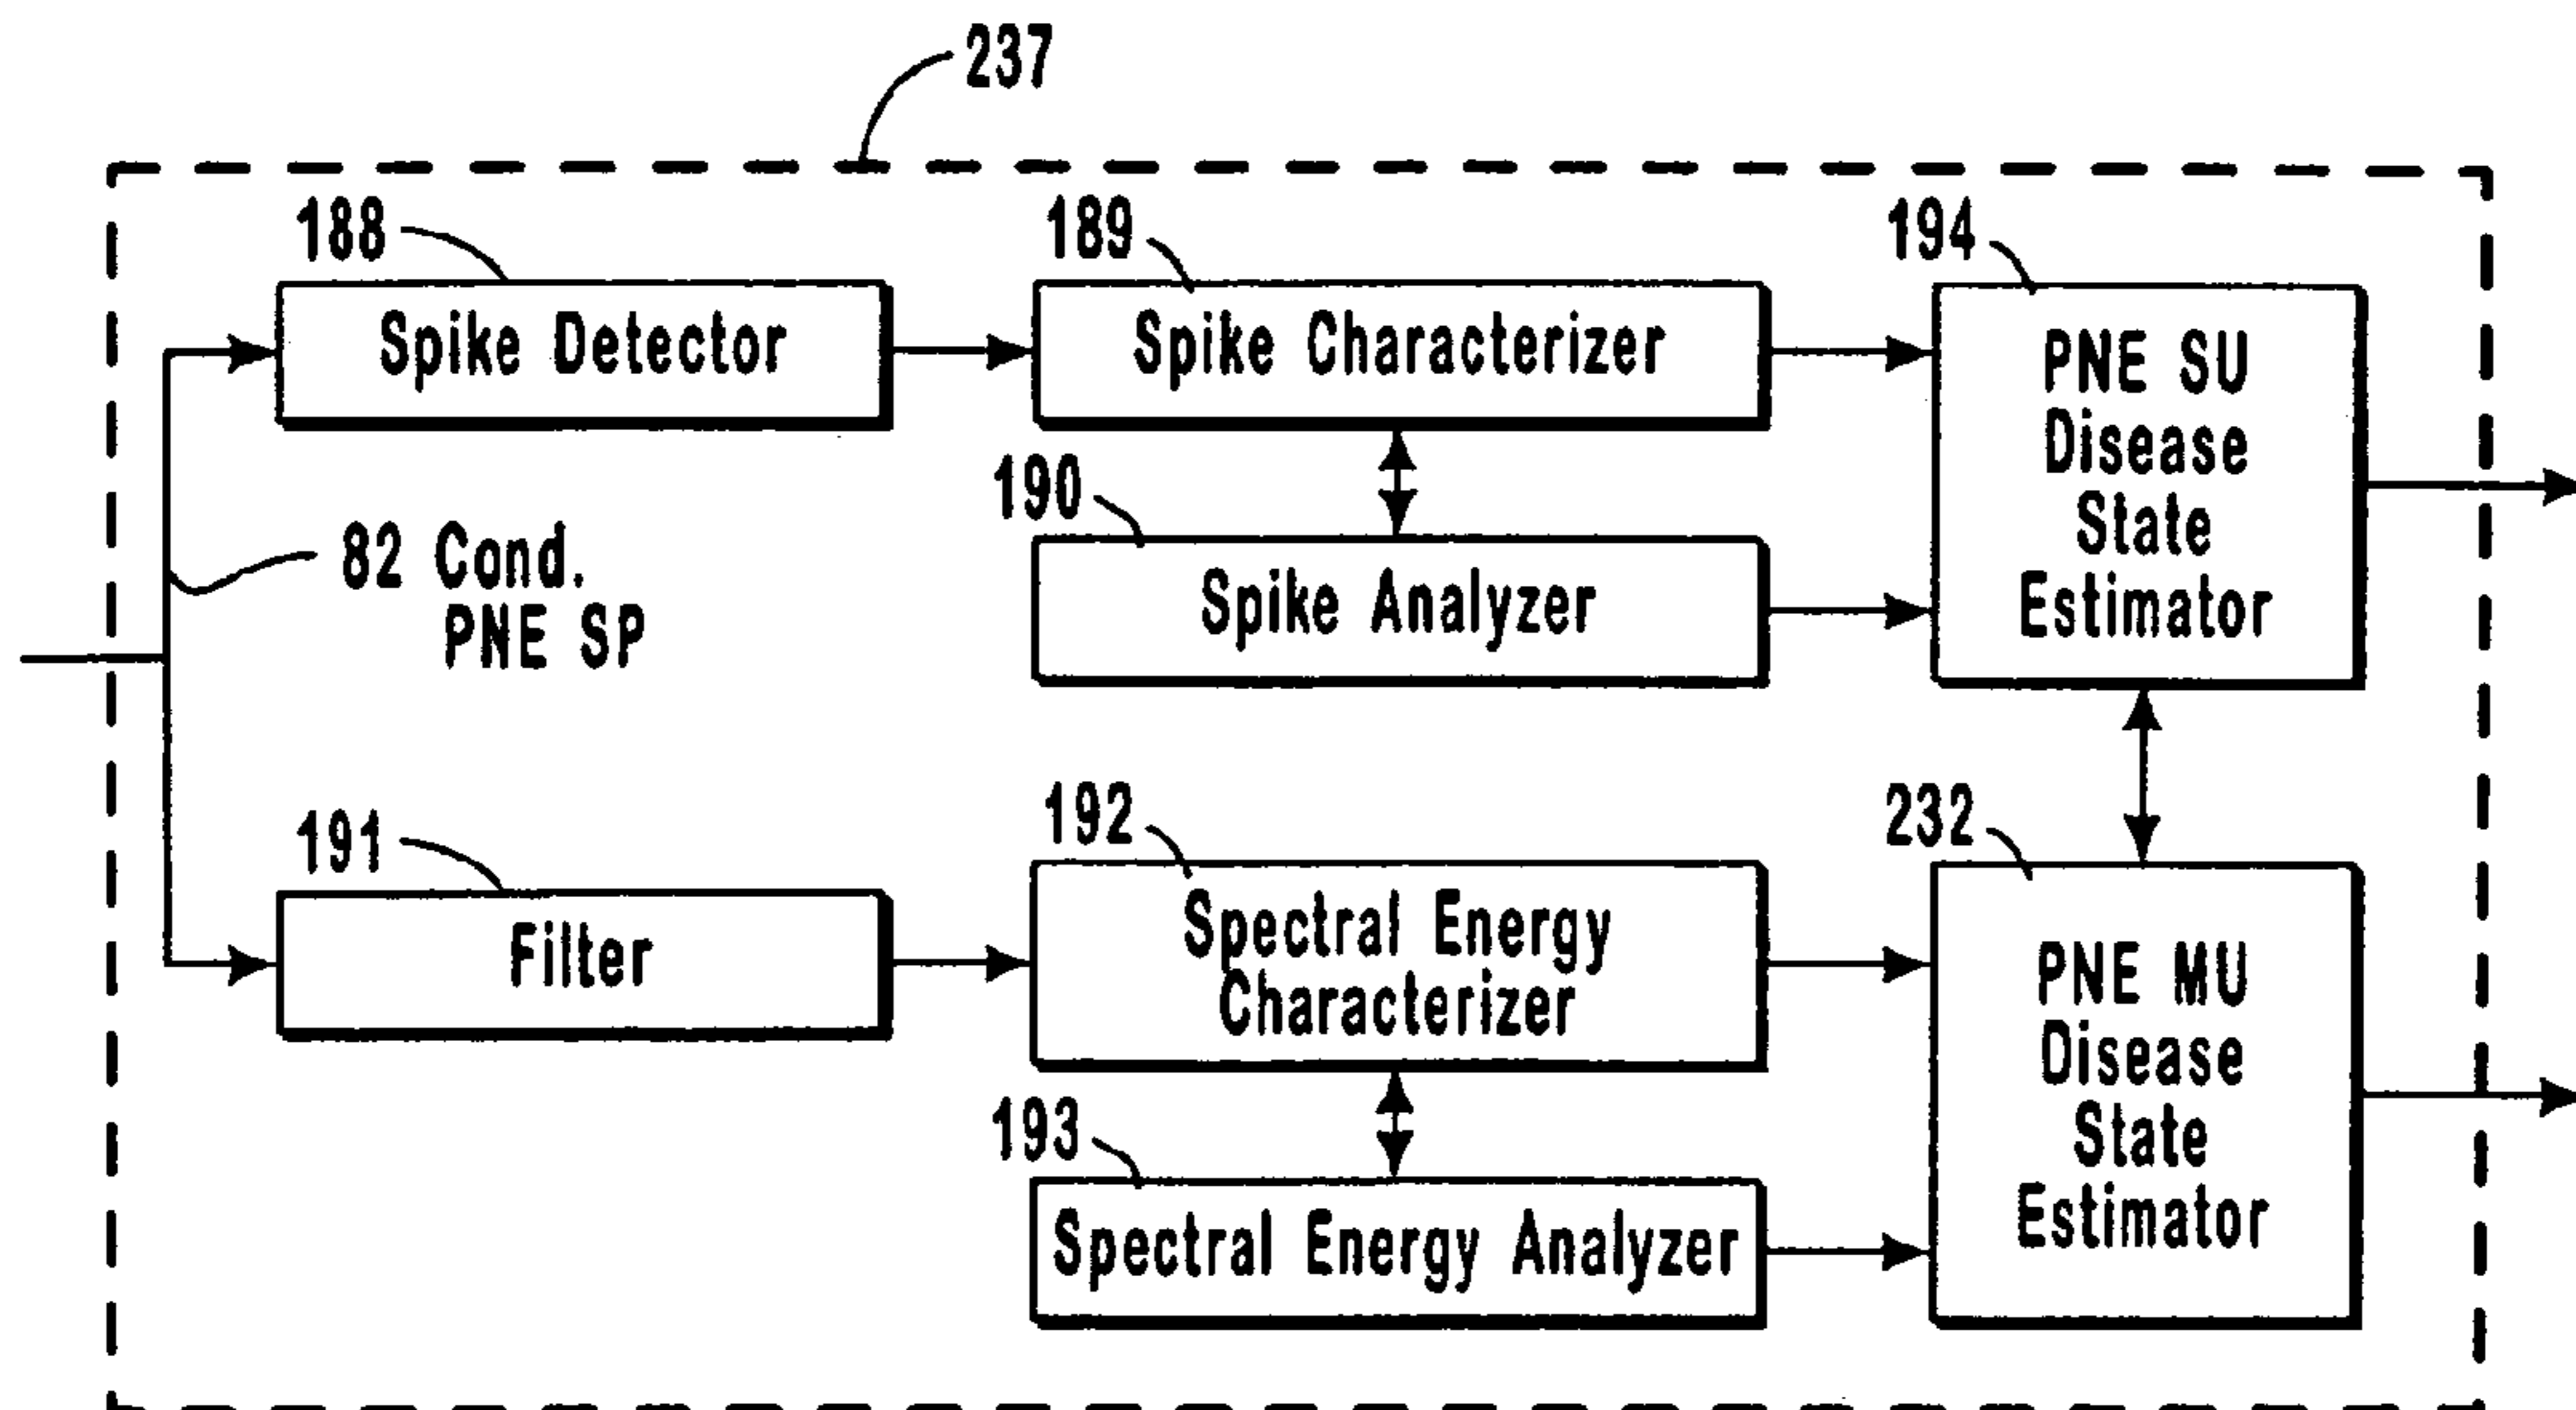 237
188
Spike Detector
189
Spike Characterizer
194
PNE SU
Disease
State
Estimator
190
Spike Analyzer
82 Cond.
PNE SP
191
Filter
192
Spectral Energy
Characterizer
193
Spectral Energy Analyzer
232
PNE MU
Disease
State
Estimator